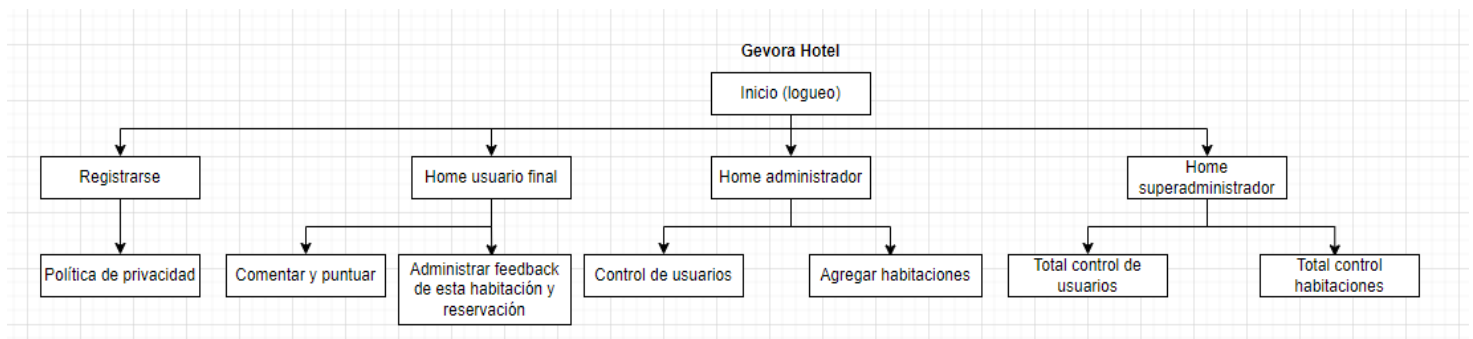 Gevora Hotel
Inicio (logueo)
Registrarse
Home usuario final
Home administrador
Home
superadministrador
Política de privacidad
Comentar y puntuar
Administrar feedback
de esta habitación y
reservación
Control de usuarios
Agregar habitaciones
Total control de
usuarios
Total control
habitaciones